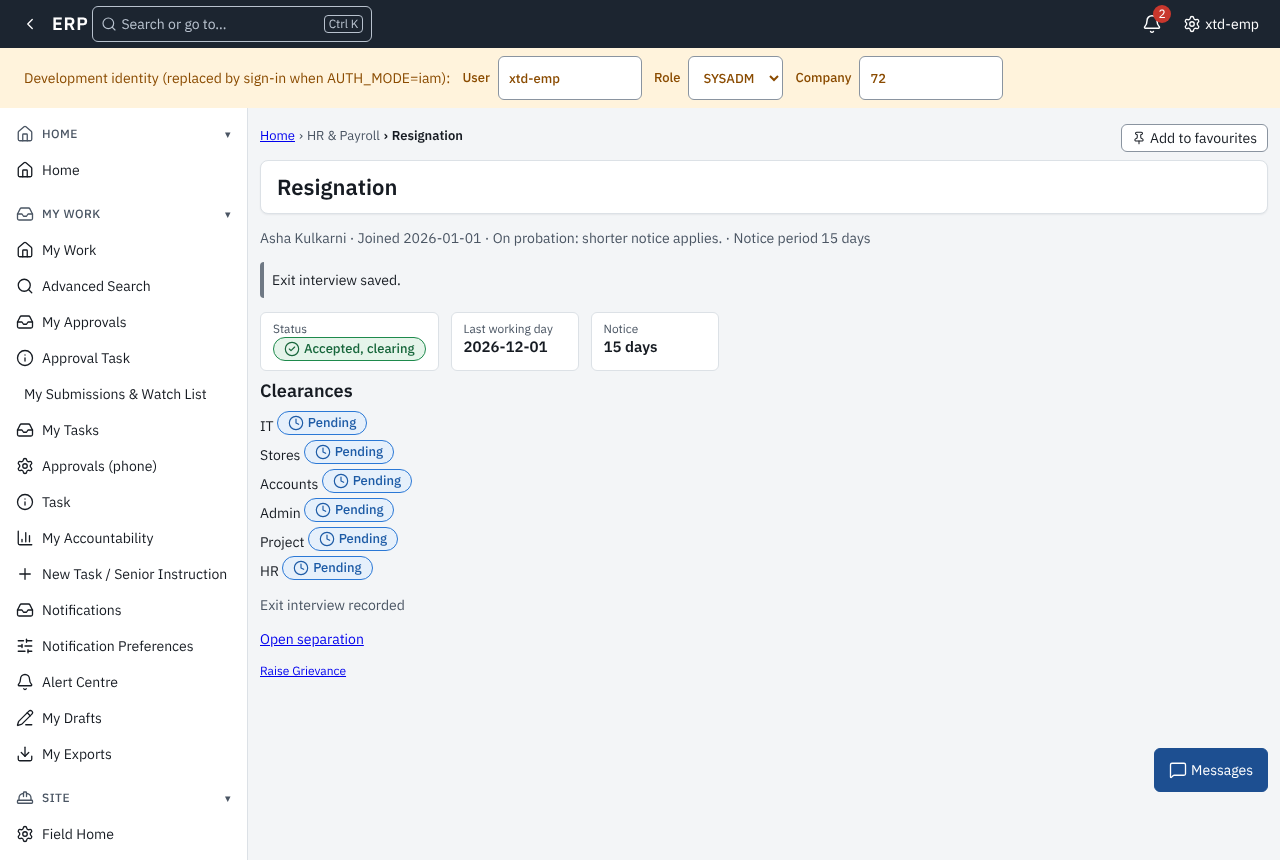 ERP
Search or go to...
Ctrl K
2
xtd-emp
Development identity (replaced by sign-in when AUTH_MODE=iam):
User
xtd-emp
Role
SYSADM
Company
72
HOME
Home
MY WORK
My Work
Advanced Search
My Approvals
Approval Task
My Submissions & Watch List
My Tasks
Approvals (phone)
Task
My Accountability
New Task / Senior Instruction
Notifications
Notification Preferences
Alert Centre
My Drafts
My Exports
SITE
Field Home
Home › HR & Payroll › Resignation
Add to favourites
Resignation
Asha Kulkarni · Joined 2026-01-01 · On probation: shorter notice applies. · Notice period 15 days
Exit interview saved.
Status
Accepted, clearing
Last working day
2026-12-01
Notice
15 days
Clearances
IT Pending
Stores Pending
Accounts Pending
Admin Pending
Project Pending
HR Pending
Exit interview recorded
Open separation
Raise Grievance
Messages